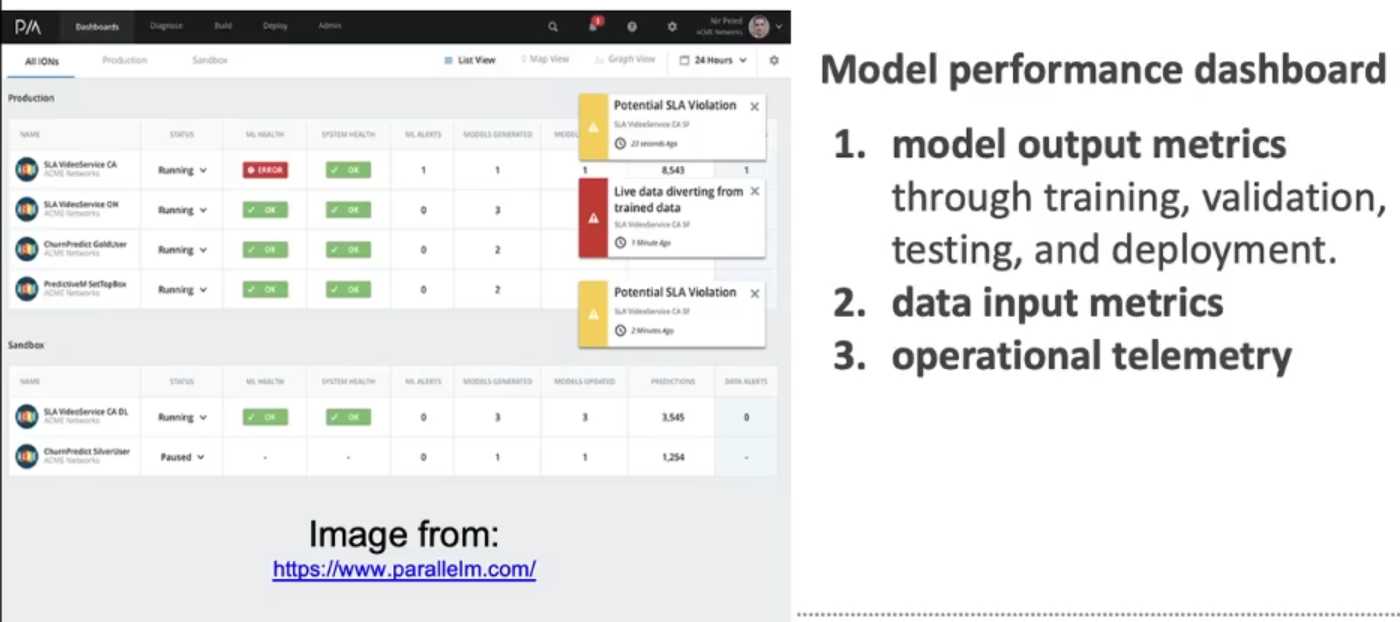 P/\
Dashboards Diagnose Build Deploy Admin
1
Nir Peled
ACME Networks
All IONs Production Sandbox
List View Map View Graph View 24 Hours
Production
NAME STATUS ML HEALTH SYSTEM HEALTH ML ALERTS MODELS GENERATED
SLA VideoService CA
ACME Networks
Running ERROR OK 1 1 1 8,543 1
SLA VideoService OH
ACME Networks
Running OK OK 0 3
ChurnPredict GoldUser
ACME Networks
Running OK OK 0 2
PredictiveM SetTopBox
ACME Networks
Running OK OK 0 2
Potential SLA Violation
SLA VideoService CA SF
23 seconds Ago
Live data diverting from
trained data
SLA VideoService CA SF
1 Minute Ago
Potential SLA Violation
SLA VideoService CA SF
2 Minutes Ago
Sandbox
NAME STATUS ML HEALTH SYSTEM HEALTH ML ALERTS MODELS GENERATED MODELS UPDATED PREDICTIONS DATA ALERTS
SLA VideoService CA DL
ACME Networks
Running OK OK 0 3 3 3,545 0
ChurnPredict SilverUser
ACME Networks
Paused - - 0 1 1 1,254 -
Image from:
https://www.parallelm.com/
Model performance dashboard
1. model output metrics
through training, validation,
testing, and deployment.
2. data input metrics
3. operational telemetry